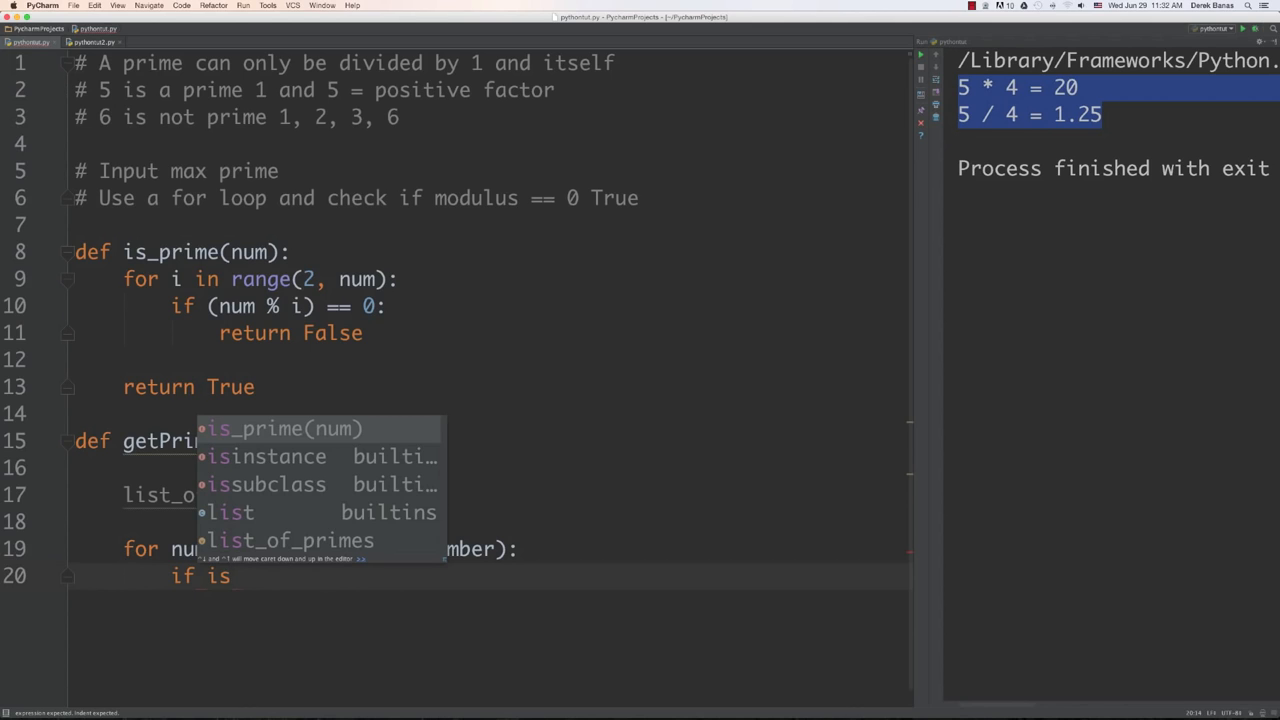 PyCharm File Edit View Navigate Code Refactor Run Tools VCS Window Help 10 Wed Jun 29 11:32 AM Derek Banas
pythontut.py - PyCharmProjects - [~/PycharmProjects]
PycharmProjects pythontut.py pythontut
pythontut.py pythontut2.py Run pythontut
1 # A prime can only be divided by 1 and itself
2 # 5 is a prime 1 and 5 = positive factor
3 # 6 is not prime 1, 2, 3, 6
4
5 # Input max prime
6 # Use a for loop and check if modulus == 0 True
7
8 def is_prime(num):
9 for i in range(2, num):
10 if (num % i) == 0:
11 return False
12
13 return True
14
15 def getPri
16
17 list_o
18
19 for num mber):
20 if is
is_prime(num)
isinstance builti…
issubclass builti…
list builtins
list_of_primes
^↓ and ^↑ will move caret down and up in the editor >>
/Library/Frameworks/Python.
5 * 4 = 20
5 / 4 = 1.25
Process finished with exit
expression expected. Indent expected. 20:14 LF‡ UTF-8‡